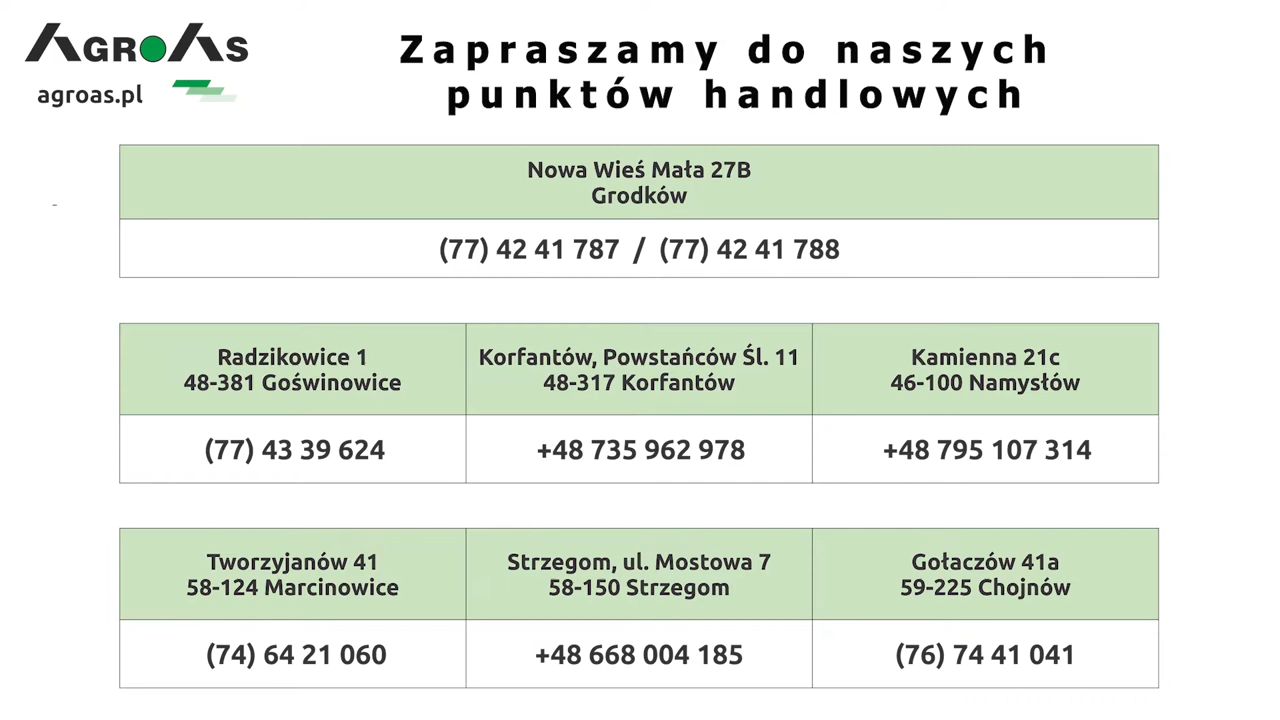 AGROAS
agroas.pl
Zapraszamy do naszych
punktów handlowych
Nowa Wieś Mała 27B
Grodków
(77) 42 41 787 / (77) 42 41 788
Radzikowice 1
48-381 Goświnowice
(77) 43 39 624
Korfantów, Powstańców Śl. 11
48-317 Korfantów
+48 735 962 978
Kamienna 21c
46-100 Namysłów
+48 795 107 314
Tworzyjanów 41
58-124 Marcinowice
(74) 64 21 060
Strzegom, ul. Mostowa 7
58-150 Strzegom
+48 668 004 185
Gołaczów 41a
59-225 Chojnów
(76) 74 41 041